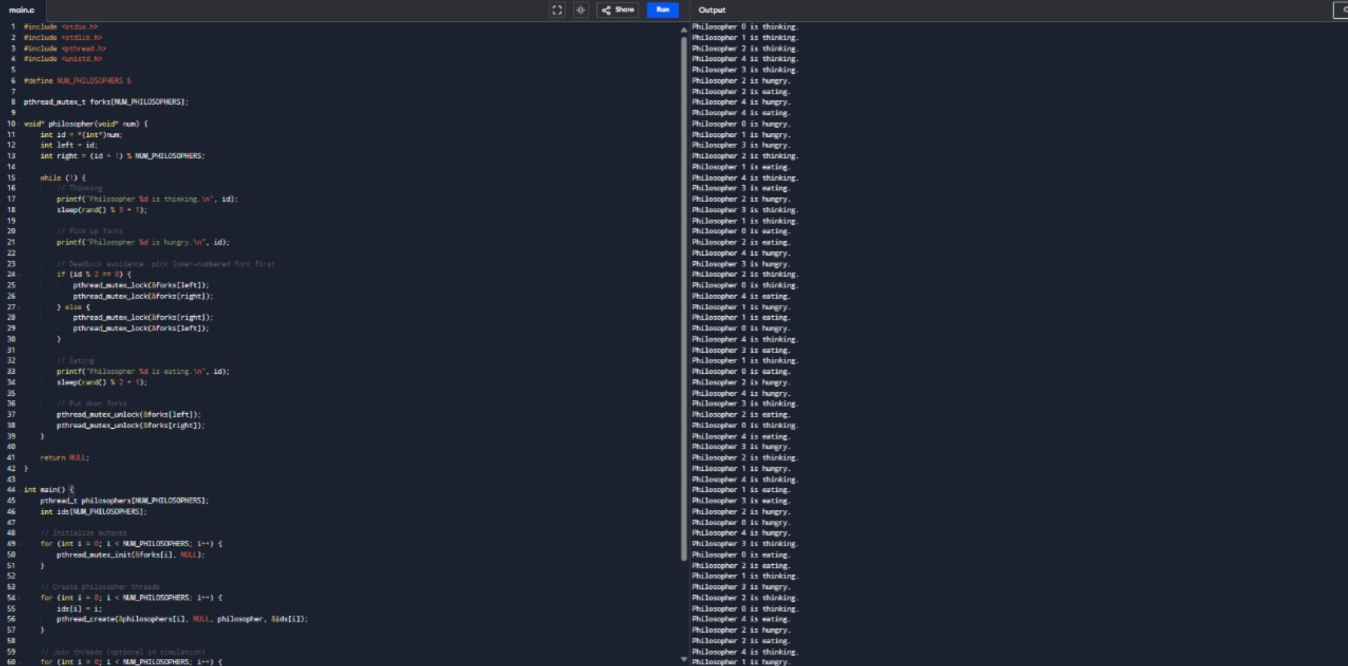 main.c
Share
Run
Output
1 #include <stdio.h>
2 #include <stdlib.h>
3 #include <pthread.h>
4 #include <unistd.h>
5
6 #define NUM_PHILOSOPHERS 5
7
8 pthread_mutex_t forks[NUM_PHILOSOPHERS];
9
10 void* philosopher(void* num) {
11 int id = *(int*)num;
12 int left = id;
13 int right = (id + 1) % NUM_PHILOSOPHERS;
14
15 while (1) {
16 // Thinking
17 printf("Philosopher %d is thinking.\n", id);
18 sleep(rand() % 3 + 1);
19
20 // Pick up forks
21 printf("Philosopher %d is hungry.\n", id);
22
23 // Deadlock avoidance: pick lower-numbered fork first
24 if (id % 2 == 0) {
25 pthread_mutex_lock(&forks[left]);
26 pthread_mutex_lock(&forks[right]);
27 } else {
28 pthread_mutex_lock(&forks[right]);
29 pthread_mutex_lock(&forks[left]);
30 }
31
32 // Eating
33 printf("Philosopher %d is eating.\n", id);
34 sleep(rand() % 2 + 1);
35
36 // Put down forks
37 pthread_mutex_unlock(&forks[left]);
38 pthread_mutex_unlock(&forks[right]);
39 }
40
41 return NULL;
42 }
43
44 int main() {
45 pthread_t philosophers[NUM_PHILOSOPHERS];
46 int ids[NUM_PHILOSOPHERS];
47
48 // Initialize mutexes
49 for (int i = 0; i < NUM_PHILOSOPHERS; i++) {
50 pthread_mutex_init(&forks[i], NULL);
51 }
52
53 // Create philosopher threads
54 for (int i = 0; i < NUM_PHILOSOPHERS; i++) {
55 ids[i] = i;
56 pthread_create(&philosophers[i], NULL, philosopher, &ids[i]);
57 }
58
59 // Join threads (optional in simulation)
60 for (int i = 0; i < NUM_PHILOSOPHERS; i++) {
Philosopher 0 is thinking.
Philosopher 1 is thinking.
Philosopher 2 is thinking.
Philosopher 4 is thinking.
Philosopher 3 is thinking.
Philosopher 2 is hungry.
Philosopher 2 is eating.
Philosopher 4 is hungry.
Philosopher 4 is eating.
Philosopher 0 is hungry.
Philosopher 1 is hungry.
Philosopher 3 is hungry.
Philosopher 2 is thinking.
Philosopher 1 is eating.
Philosopher 4 is thinking.
Philosopher 3 is eating.
Philosopher 2 is hungry.
Philosopher 3 is thinking.
Philosopher 1 is thinking.
Philosopher 0 is eating.
Philosopher 2 is eating.
Philosopher 4 is hungry.
Philosopher 3 is hungry.
Philosopher 2 is thinking.
Philosopher 0 is thinking.
Philosopher 4 is eating.
Philosopher 1 is hungry.
Philosopher 1 is eating.
Philosopher 0 is hungry.
Philosopher 4 is thinking.
Philosopher 3 is eating.
Philosopher 1 is thinking.
Philosopher 0 is eating.
Philosopher 2 is hungry.
Philosopher 4 is hungry.
Philosopher 3 is thinking.
Philosopher 2 is eating.
Philosopher 0 is thinking.
Philosopher 4 is eating.
Philosopher 3 is hungry.
Philosopher 2 is thinking.
Philosopher 1 is hungry.
Philosopher 4 is thinking.
Philosopher 1 is eating.
Philosopher 3 is eating.
Philosopher 2 is hungry.
Philosopher 0 is hungry.
Philosopher 4 is hungry.
Philosopher 3 is thinking.
Philosopher 0 is eating.
Philosopher 2 is eating.
Philosopher 1 is thinking.
Philosopher 3 is hungry.
Philosopher 2 is thinking.
Philosopher 0 is thinking.
Philosopher 4 is eating.
Philosopher 2 is hungry.
Philosopher 2 is eating.
Philosopher 4 is thinking.
Philosopher 1 is hungry.